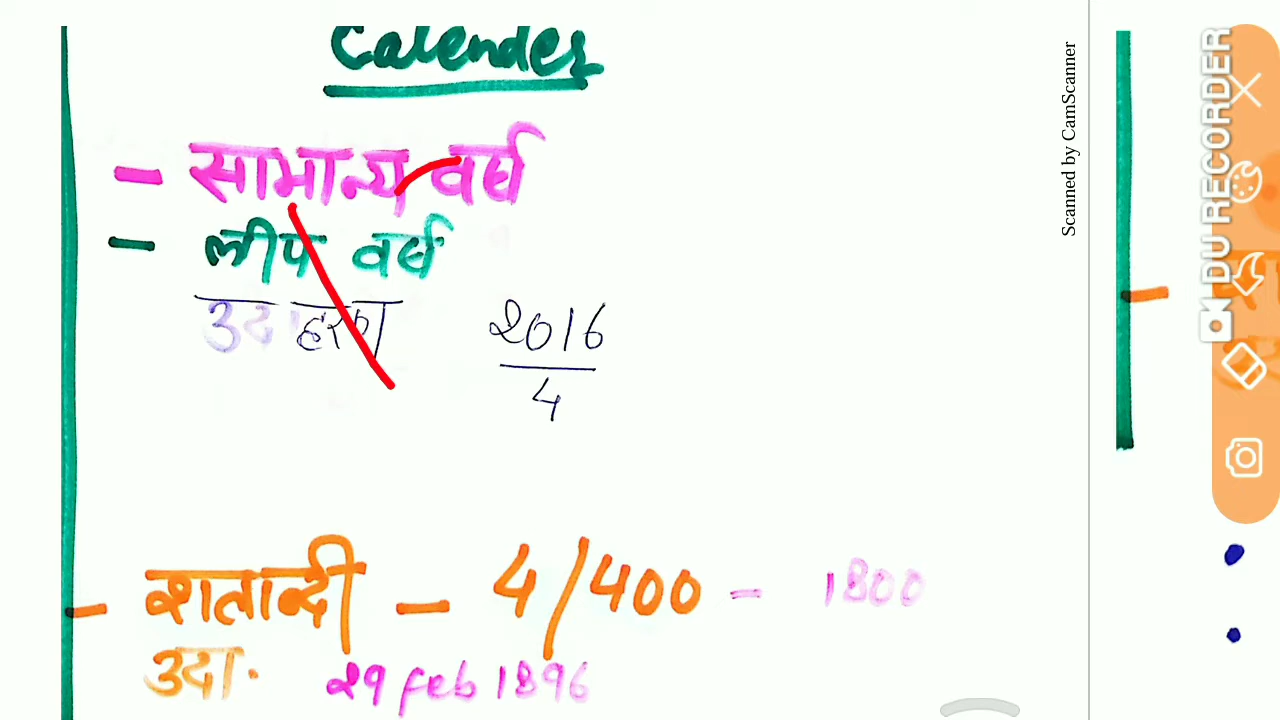 Calender
- सामान्य वर्ष
- लीप वर्ष
उदाहरण
2016
4
- शताब्दी - 4/400 - 1800
उदा.
29 feb 1896
Scanned by CamScanner
DU RECORDER